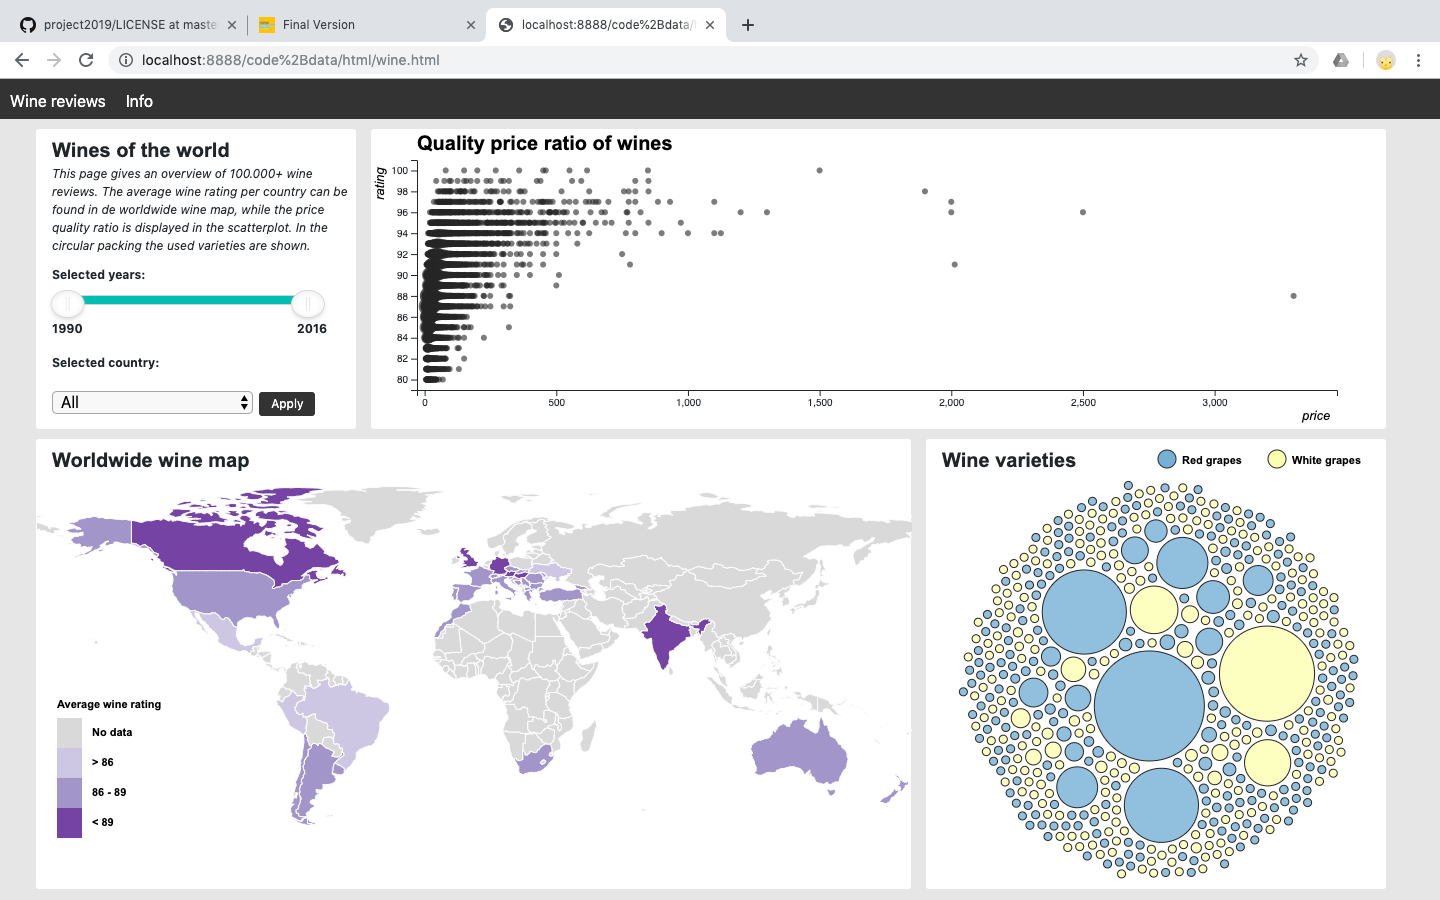 project2019/LICENSE at maste
Final Version
localhost:8888/code%2Bdata/
localhost:8888/code%2Bdata/html/wine.html
Wine reviews Info
Wines of the world
This page gives an overview of 100.000+ wine
reviews. The average wine rating per country can be
found in de worldwide wine map, while the price
quality ratio is displayed in the scatterplot. In the
circular packing the used varieties are shown.
Selected years:
1990 2016
Selected country:
All
Apply
Quality price ratio of wines
rating
100
98
96
94
92
90
88
86
84
82
80
0 500 1,000 1,500 2,000 2,500 3,000
price
Worldwide wine map
Average wine rating
No data
> 86
86 - 89
< 89
Wine varieties
Red grapes
White grapes